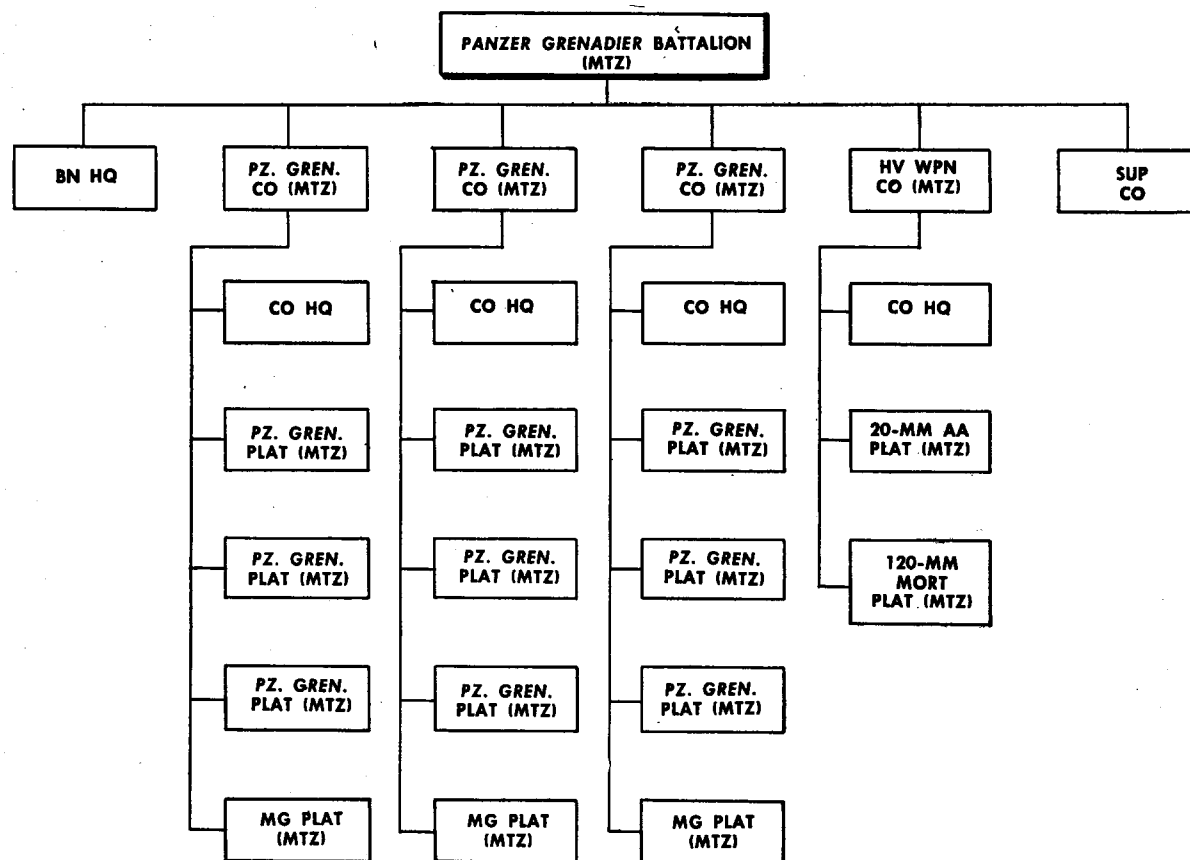 PANZER GRENADIER BATTALION
(MTZ)
BN HQ
PZ. GREN.
CO (MTZ)
PZ. GREN.
CO (MTZ)
PZ. GREN.
CO (MTZ)
HV WPN
CO (MTZ)
SUP
CO
CO HQ
CO HQ
CO HQ
CO HQ
PZ. GREN.
PLAT (MTZ)
PZ. GREN.
PLAT (MTZ)
PZ. GREN.
PLAT (MTZ)
20-MM AA
PLAT (MTZ)
PZ. GREN.
PLAT (MTZ)
PZ. GREN.
PLAT (MTZ)
PZ. GREN.
PLAT (MTZ)
120-MM
MORT
PLAT (MTZ)
PZ. GREN.
PLAT (MTZ)
PZ. GREN.
PLAT (MTZ)
PZ. GREN.
PLAT (MTZ)
MG PLAT
(MTZ)
MG PLAT
(MTZ)
MG PLAT
(MTZ)